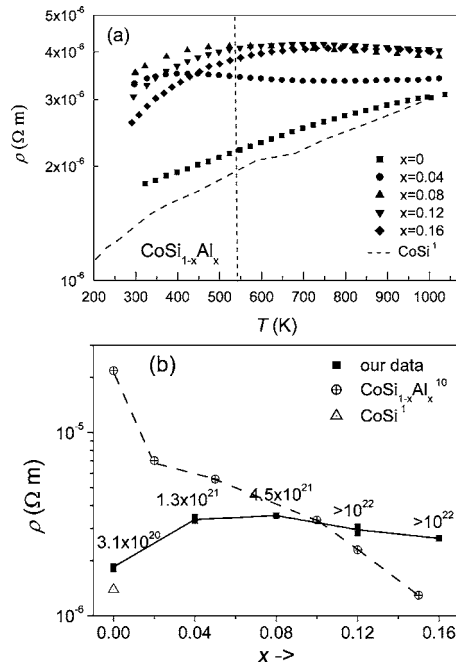 (a)
5x10⁻⁶
4x10⁻⁶
3x10⁻⁶
2x10⁻⁶
10⁻⁶
ρ (Ω m)
x=0
x=0.04
x=0.08
x=0.12
x=0.16
CoSi¹
CoSi₁₋ₓAlₓ
200 300 400 500 600 700 800 900 1000 1100
T (K)
(b)
our data
CoSi₁₋ₓAlₓ¹⁰
CoSi¹
10⁻⁵
ρ (Ω m)
1.3x10²¹
4.5x10²¹
>10²²
>10²²
3.1x10²⁰
10⁻⁶
0.00 0.04 0.08 0.12 0.16
x ->